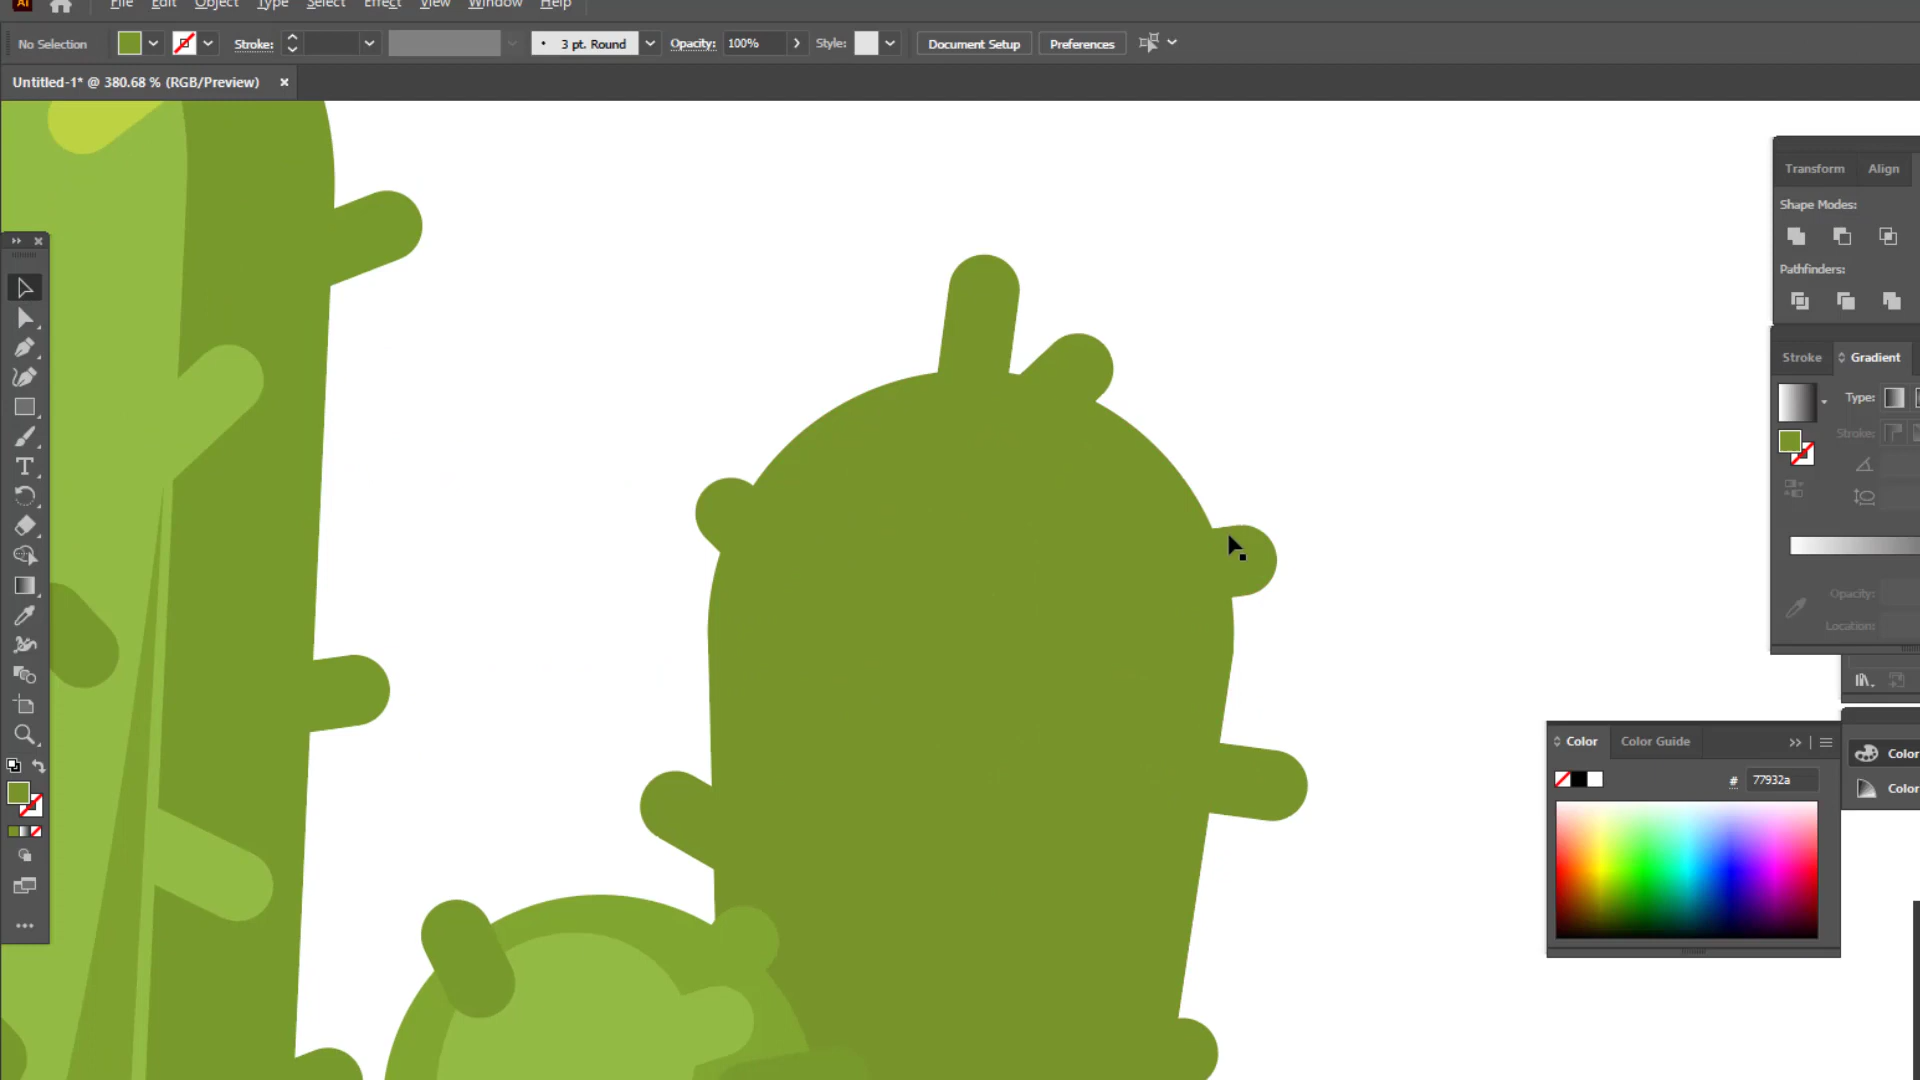 Ai File Edit Object Type Select Effect View Window Help
No Selection Stroke: 3 pt. Round Opacity: 100% Style: Document Setup Preferences
Untitled-1* @ 380.68 % (RGB/Preview)
Transform Align
Shape Modes:
Pathfinders:
Stroke Gradient
Type:
Stroke:
Opacity:
Location:
Color Color Guide
# 77932a
Color
Color